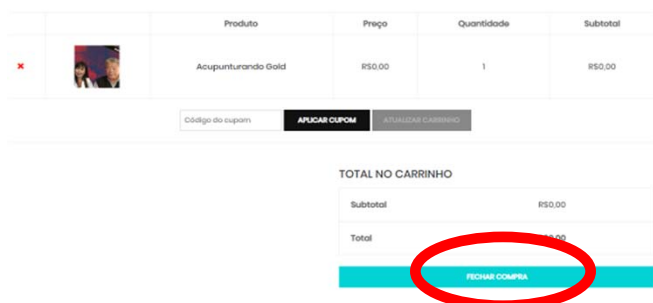 Produto Preço Quantidade Subtotal
× Acupunturando Gold R$0,00 1 R$0,00
Código do cupom APLICAR CUPOM ATUALIZAR CARRINHO
TOTAL NO CARRINHO
Subtotal R$0,00
Total
FECHAR COMPRA